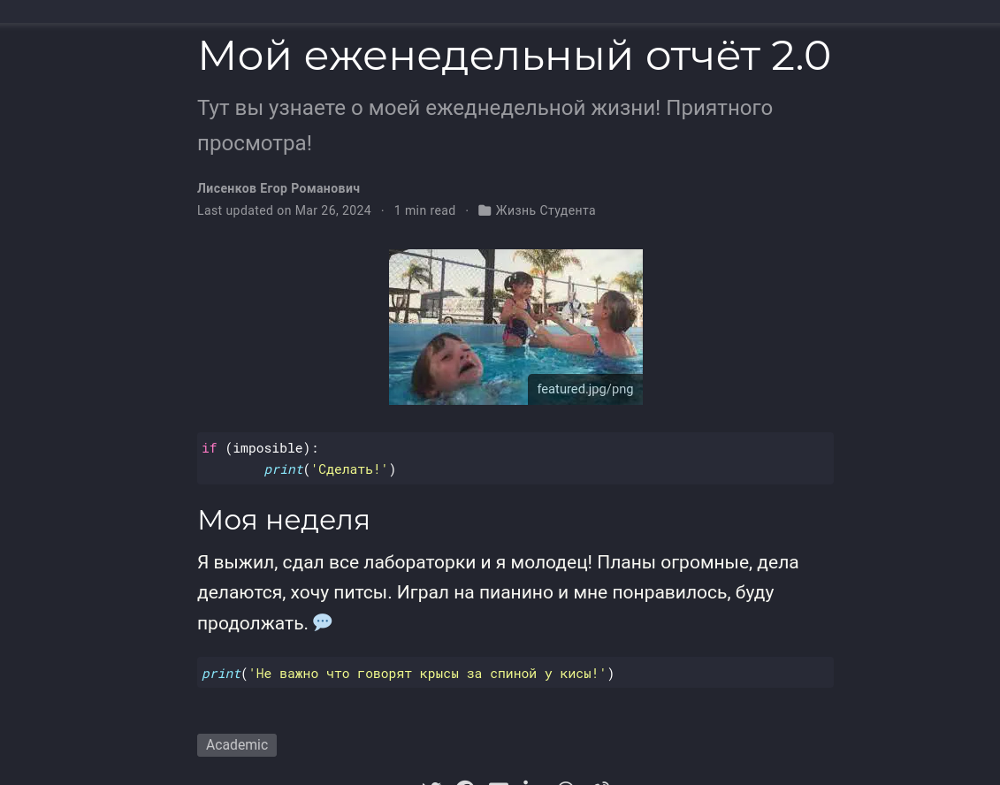 Мой еженедельный отчёт 2.0
Тут вы узнаете о моей ежеднедельной жизни! Приятного
просмотра!
Лисенков Егор Романович
Last updated on Mar 26, 2024 · 1 min read · Жизнь Студента
featured.jpg/png
if (imposible):
        print('Сделать!')
Моя неделя
Я выжил, сдал все лабораторки и я молодец! Планы огромные, дела
делаются, хочу питсы. Играл на пианино и мне понравилось, буду
продолжать. 💬
print('Не важно что говорят крысы за спиной у кисы!')
Academic